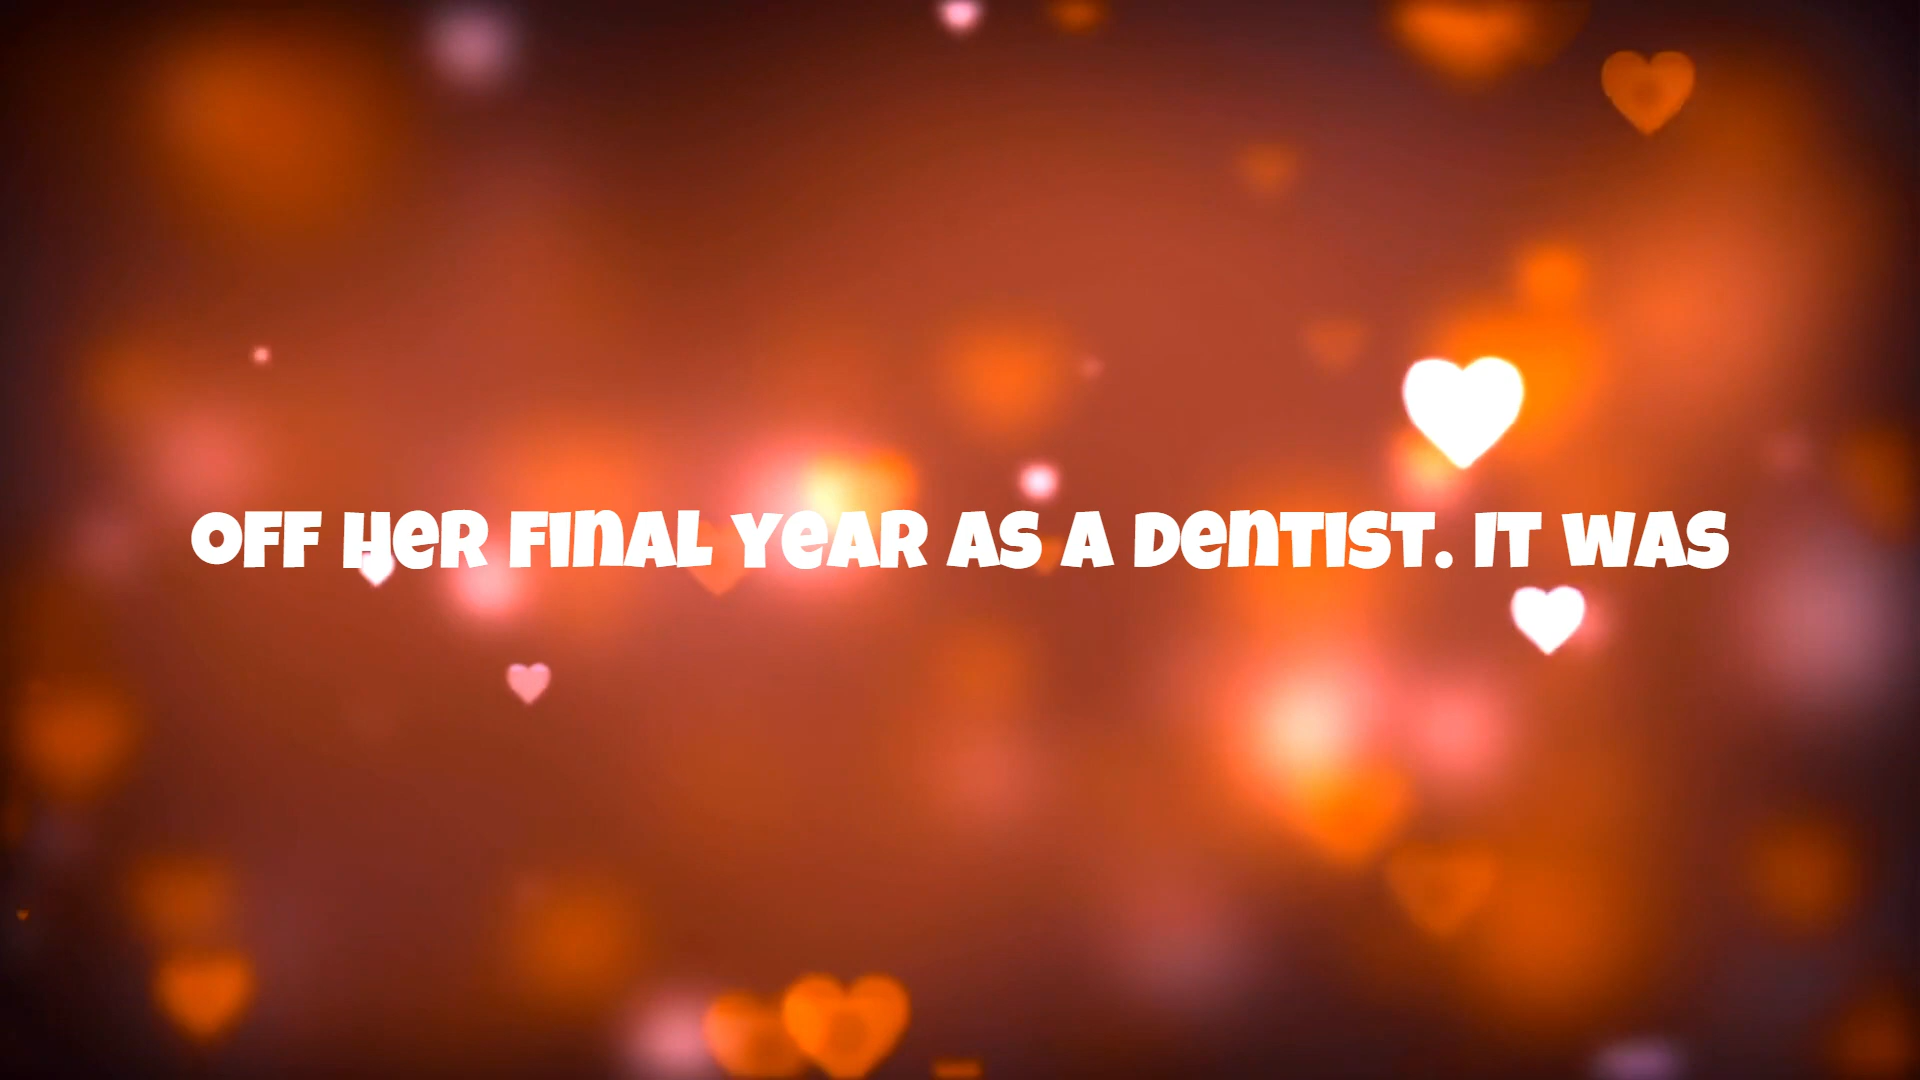 OFF HER FINAL YEAR AS A DENTIST. IT WAS